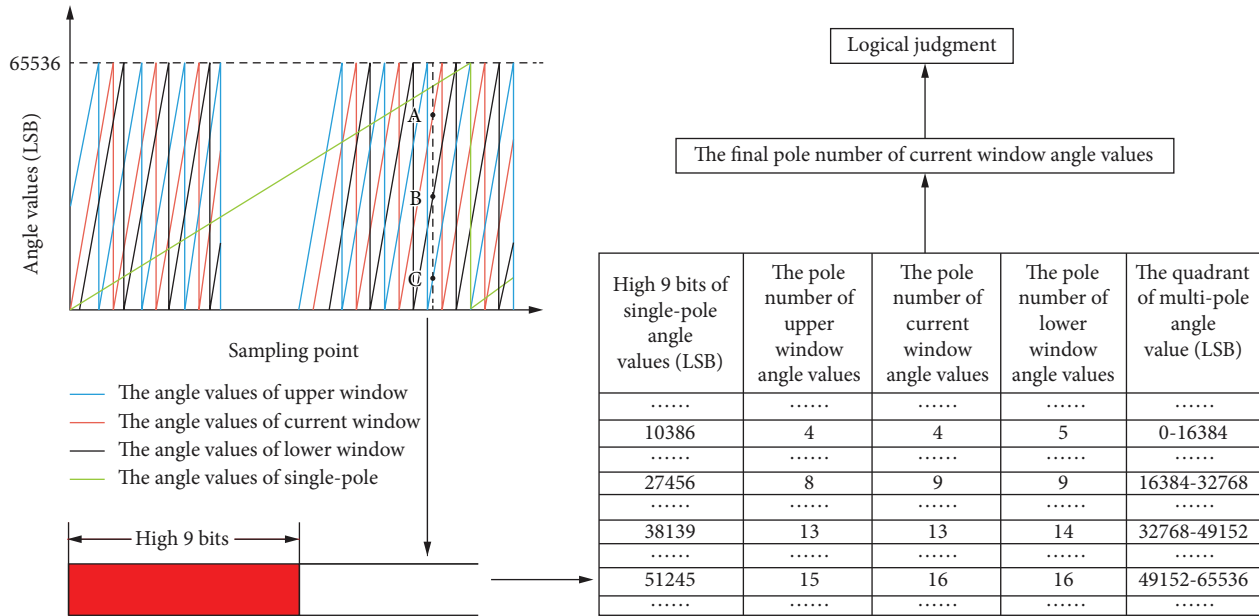 65536
Angle values (LSB)
A
B
C
Sampling point
The angle values of upper window
The angle values of current window
The angle values of lower window
The angle values of single-pole
High 9 bits
Logical judgment
The final pole number of current window angle values
High 9 bits of
single-pole
angle
values (LSB)
The pole
number of
upper
window
angle values
The pole
number of
current
window
angle values
The pole
number of
lower
window
angle values
The quadrant
of multi-pole
angle
value (LSB)
······ ······ ······ ······ ······
10386 4 4 5 0-16384
······ ······ ······ ······ ······
27456 8 9 9 16384-32768
······ ······ ······ ······ ······
38139 13 13 14 32768-49152
······ ······ ······ ······ ······
51245 15 16 16 49152-65536
······ ······ ······ ······ ······